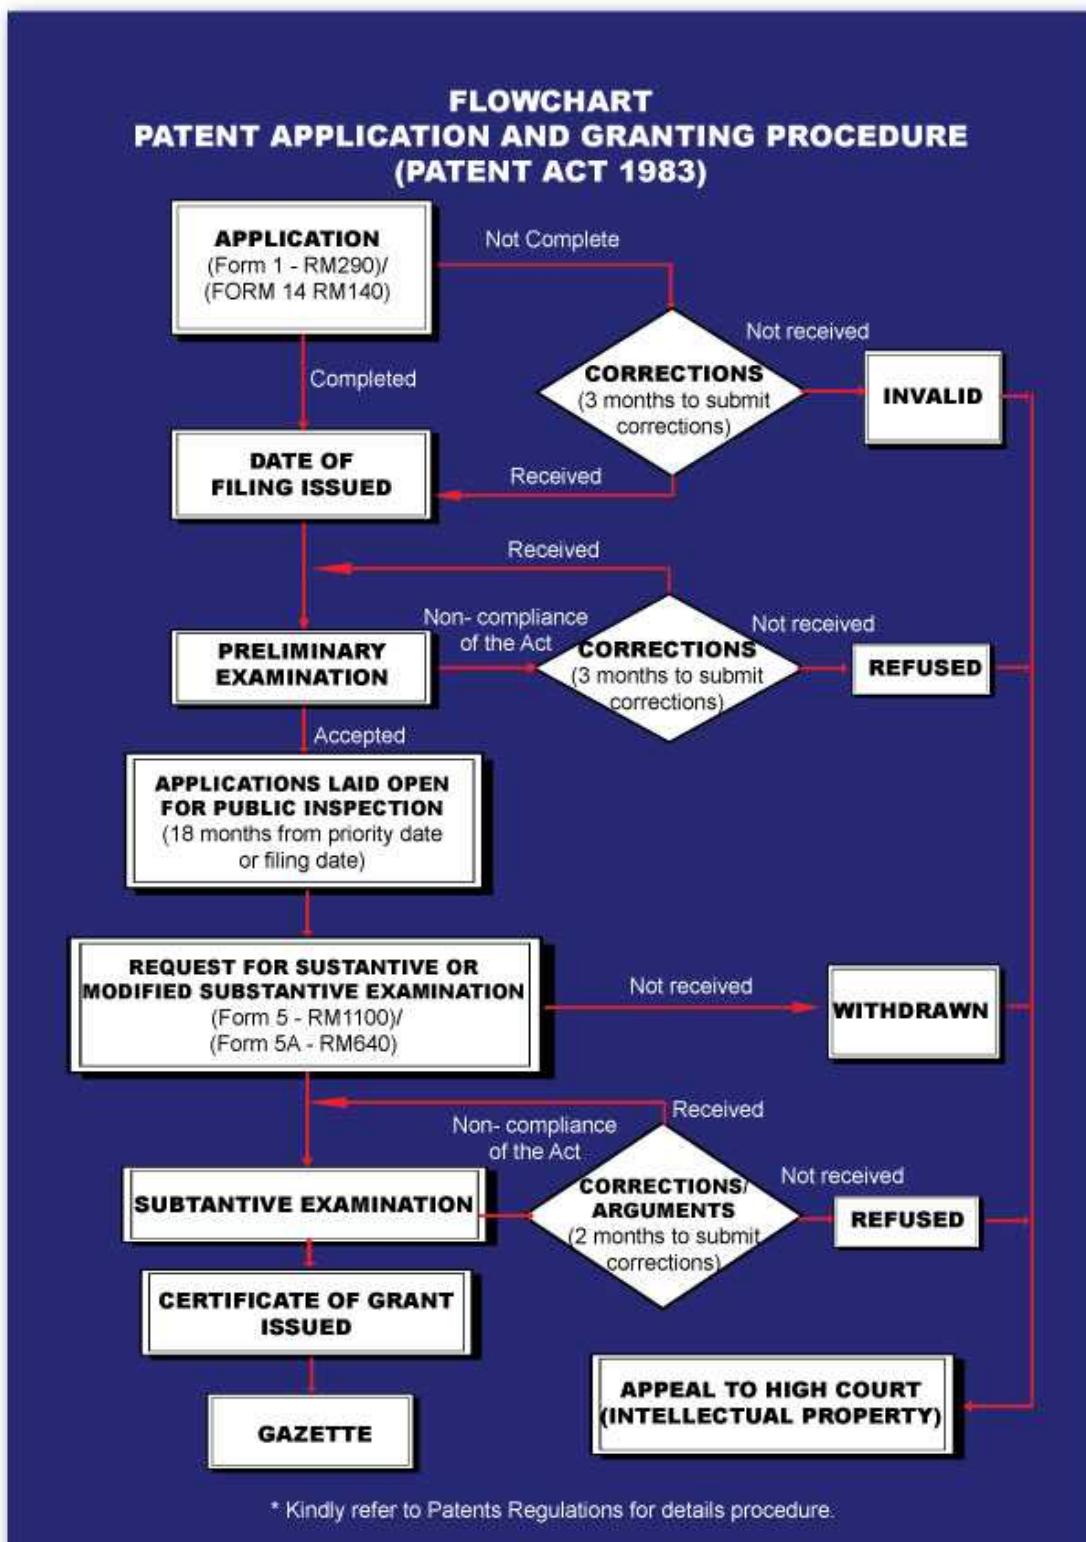 FLOWCHART
PATENT APPLICATION AND GRANTING PROCEDURE
(PATENT ACT 1983)
APPLICATION
(Form 1 - RM290)/
(FORM 14 RM140)
Not Complete
Not received
CORRECTIONS
(3 months to submit
corrections)
INVALID
Completed
DATE OF
FILING ISSUED
Received
Received
PRELIMINARY
EXAMINATION
Non- compliance
of the Act
CORRECTIONS
(3 months to submit
corrections)
Not received
REFUSED
Accepted
APPLICATIONS LAID OPEN
FOR PUBLIC INSPECTION
(18 months from priority date
or filing date)
REQUEST FOR SUSTANTIVE OR
MODIFIED SUBSTANTIVE EXAMINATION
(Form 5 - RM1100)/
(Form 5A - RM640)
Not received
WITHDRAWN
Received
Non- compliance
of the Act
SUBTANTIVE EXAMINATION
CORRECTIONS/
ARGUMENTS
(2 months to submit
corrections)
Not received
REFUSED
CERTIFICATE OF GRANT
ISSUED
GAZETTE
APPEAL TO HIGH COURT
(INTELLECTUAL PROPERTY)
* Kindly refer to Patents Regulations for details procedure.